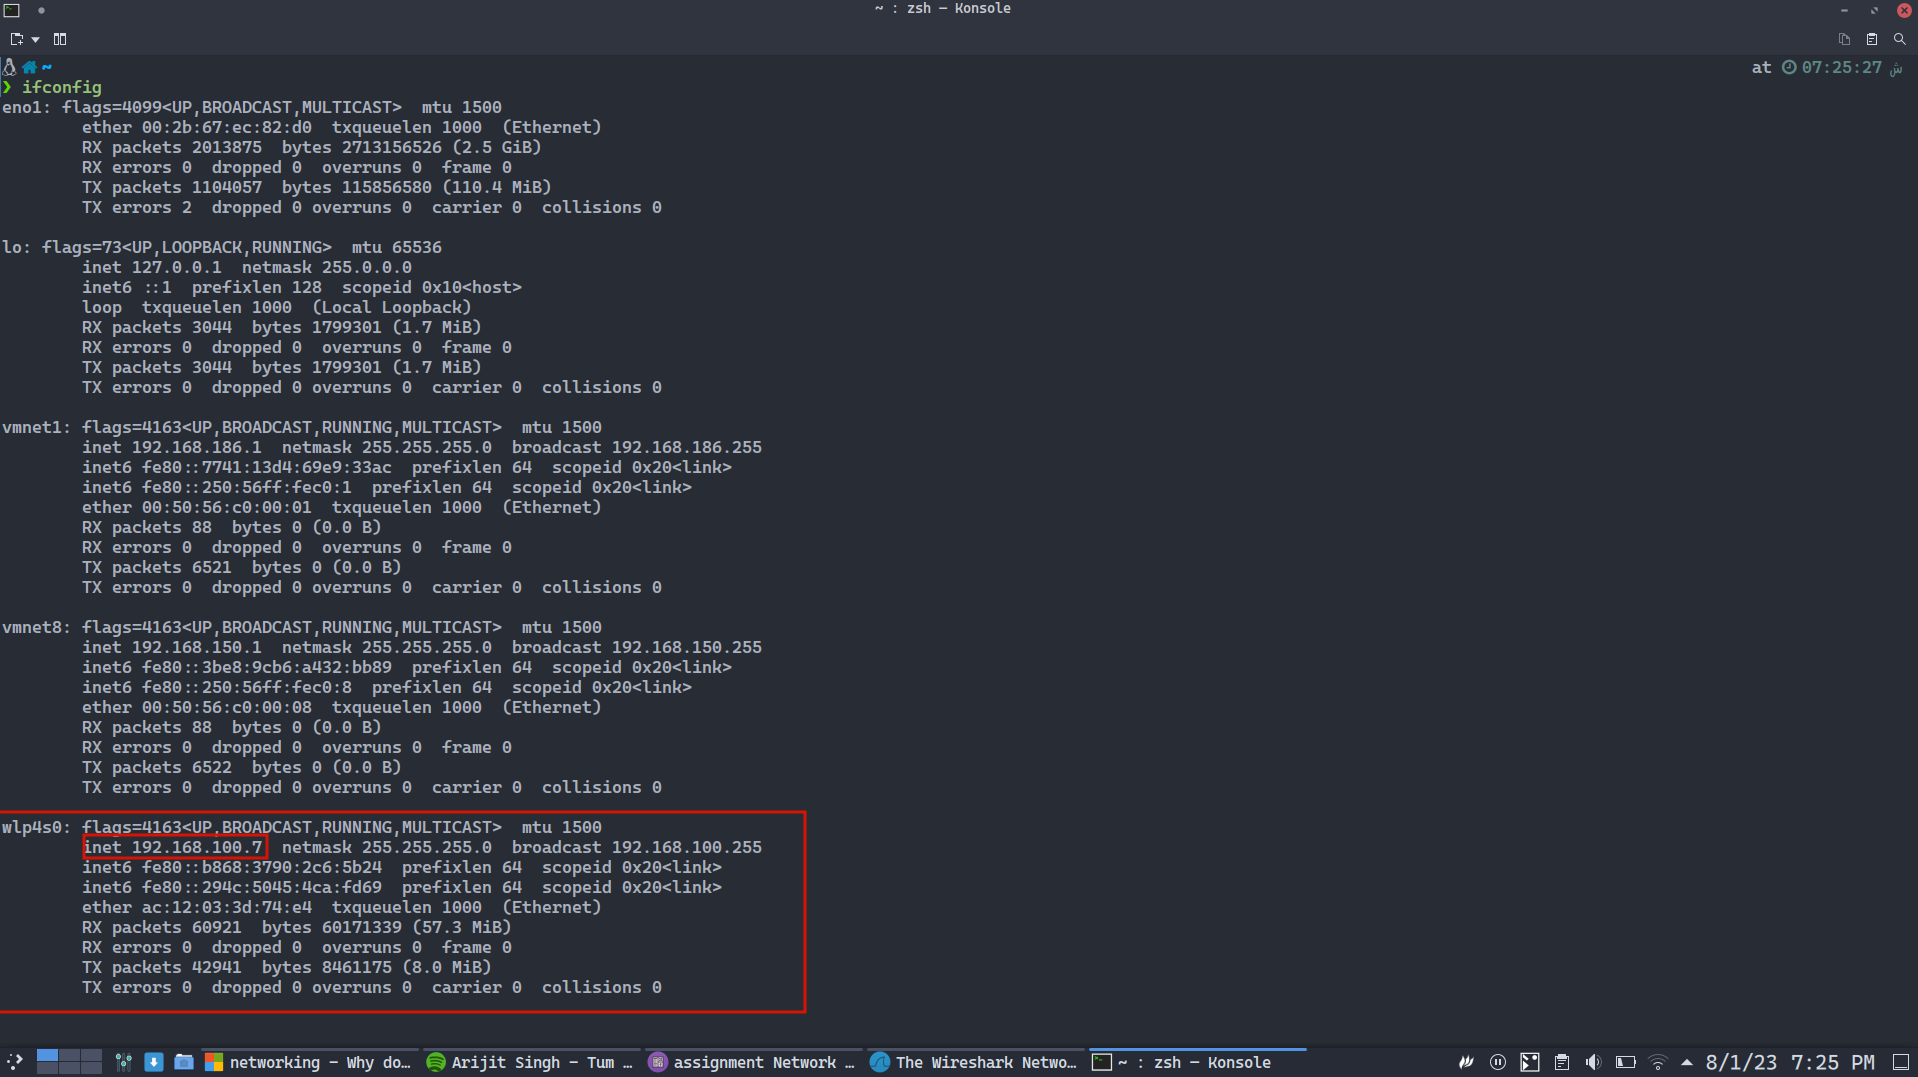 ~ : zsh — Konsole
~
at 07:25:27 ش
❯ ifconfig
eno1: flags=4099<UP,BROADCAST,MULTICAST>  mtu 1500
ether 00:2b:67:ec:82:d0  txqueuelen 1000  (Ethernet)
RX packets 2013875  bytes 2713156526 (2.5 GiB)
RX errors 0  dropped 0  overruns 0  frame 0
TX packets 1104057  bytes 115856580 (110.4 MiB)
TX errors 2  dropped 0 overruns 0  carrier 0  collisions 0
lo: flags=73<UP,LOOPBACK,RUNNING>  mtu 65536
inet 127.0.0.1  netmask 255.0.0.0
inet6 ::1  prefixlen 128  scopeid 0x10<host>
loop  txqueuelen 1000  (Local Loopback)
RX packets 3044  bytes 1799301 (1.7 MiB)
RX errors 0  dropped 0  overruns 0  frame 0
TX packets 3044  bytes 1799301 (1.7 MiB)
TX errors 0  dropped 0 overruns 0  carrier 0  collisions 0
vmnet1: flags=4163<UP,BROADCAST,RUNNING,MULTICAST>  mtu 1500
inet 192.168.186.1  netmask 255.255.255.0  broadcast 192.168.186.255
inet6 fe80::7741:13d4:69e9:33ac  prefixlen 64  scopeid 0x20<link>
inet6 fe80::250:56ff:fec0:1  prefixlen 64  scopeid 0x20<link>
ether 00:50:56:c0:00:01  txqueuelen 1000  (Ethernet)
RX packets 88  bytes 0 (0.0 B)
RX errors 0  dropped 0  overruns 0  frame 0
TX packets 6521  bytes 0 (0.0 B)
TX errors 0  dropped 0 overruns 0  carrier 0  collisions 0
vmnet8: flags=4163<UP,BROADCAST,RUNNING,MULTICAST>  mtu 1500
inet 192.168.150.1  netmask 255.255.255.0  broadcast 192.168.150.255
inet6 fe80::3be8:9cb6:a432:bb89  prefixlen 64  scopeid 0x20<link>
inet6 fe80::250:56ff:fec0:8  prefixlen 64  scopeid 0x20<link>
ether 00:50:56:c0:00:08  txqueuelen 1000  (Ethernet)
RX packets 88  bytes 0 (0.0 B)
RX errors 0  dropped 0  overruns 0  frame 0
TX packets 6522  bytes 0 (0.0 B)
TX errors 0  dropped 0 overruns 0  carrier 0  collisions 0
wlp4s0: flags=4163<UP,BROADCAST,RUNNING,MULTICAST>  mtu 1500
inet 192.168.100.7  netmask 255.255.255.0  broadcast 192.168.100.255
inet6 fe80::b868:3790:2c6:5b24  prefixlen 64  scopeid 0x20<link>
inet6 fe80::294c:5045:4ca:fd69  prefixlen 64  scopeid 0x20<link>
ether ac:12:03:3d:74:e4  txqueuelen 1000  (Ethernet)
RX packets 60921  bytes 60171339 (57.3 MiB)
RX errors 0  dropped 0  overruns 0  frame 0
TX packets 42941  bytes 8461175 (8.0 MiB)
TX errors 0  dropped 0 overruns 0  carrier 0  collisions 0
networking – Why do...
Arijit Singh – Tum ...
assignment Network ...
The Wireshark Netwo...
~ : zsh — Konsole
8/1/23 7:25 PM